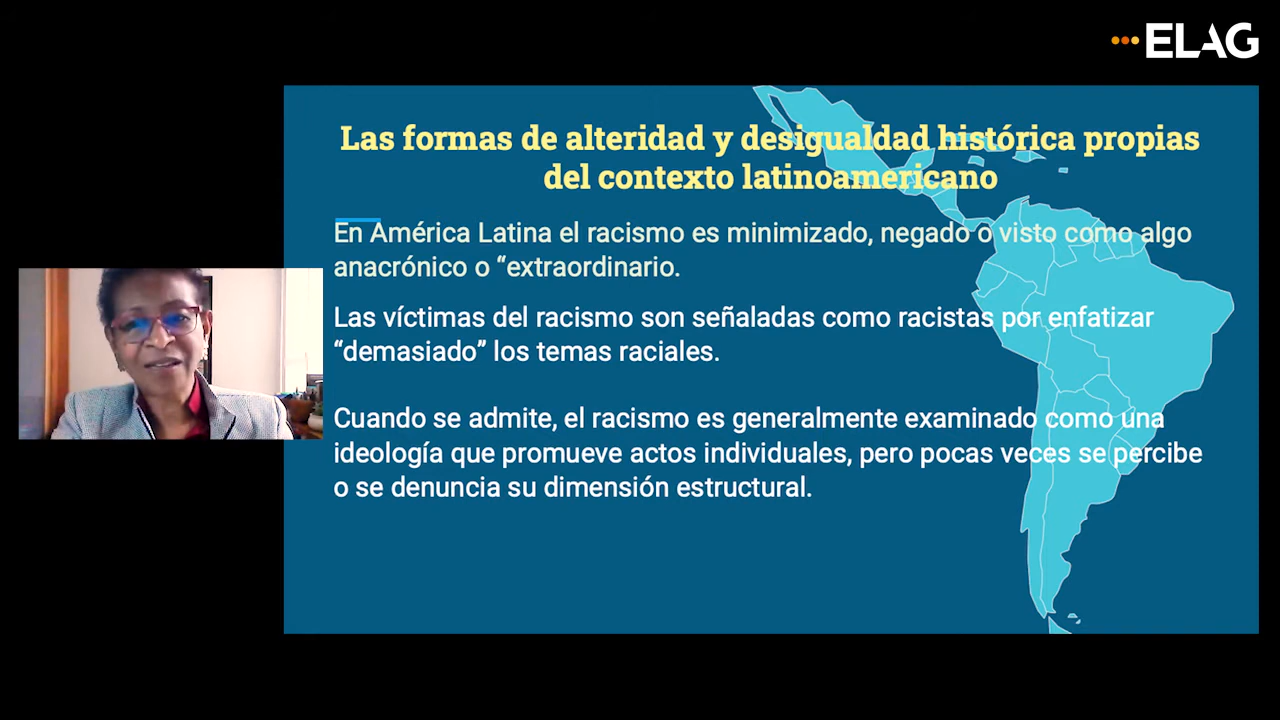 ELAG
Las formas de alteridad y desigualdad histórica propias
del contexto latinoamericano
En América Latina el racismo es minimizado, negado o visto como algo
anacrónico o “extraordinario.
Las víctimas del racismo son señaladas como racistas por enfatizar
“demasiado” los temas raciales.
Cuando se admite, el racismo es generalmente examinado como una
ideología que promueve actos individuales, pero pocas veces se percibe
o se denuncia su dimensión estructural.